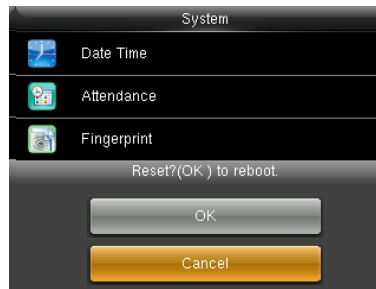 System
Date Time
Attendance
Fingerprint
Reset?(OK ) to reboot.
OK
Cancel